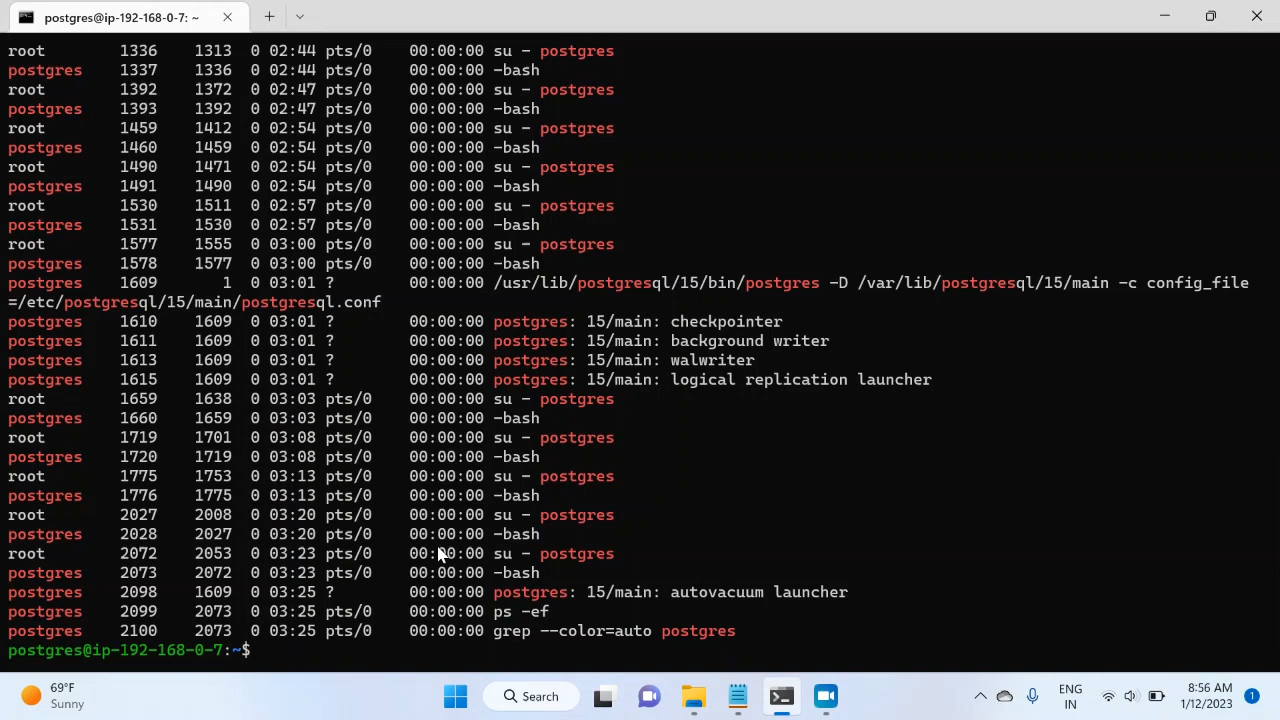 postgres@ip-192-168-0-7: ~
root 1336 1313 0 02:44 pts/0 00:00:00 su - postgres
postgres 1337 1336 0 02:44 pts/0 00:00:00 -bash
root 1392 1372 0 02:47 pts/0 00:00:00 su - postgres
postgres 1393 1392 0 02:47 pts/0 00:00:00 -bash
root 1459 1412 0 02:54 pts/0 00:00:00 su - postgres
postgres 1460 1459 0 02:54 pts/0 00:00:00 -bash
root 1490 1471 0 02:54 pts/0 00:00:00 su - postgres
postgres 1491 1490 0 02:54 pts/0 00:00:00 -bash
root 1530 1511 0 02:57 pts/0 00:00:00 su - postgres
postgres 1531 1530 0 02:57 pts/0 00:00:00 -bash
root 1577 1555 0 03:00 pts/0 00:00:00 su - postgres
postgres 1578 1577 0 03:00 pts/0 00:00:00 -bash
postgres 1609 1 0 03:01 ? 00:00:00 /usr/lib/postgresql/15/bin/postgres -D /var/lib/postgresql/15/main -c config_file
=/etc/postgresql/15/main/postgresql.conf
postgres 1610 1609 0 03:01 ? 00:00:00 postgres: 15/main: checkpointer
postgres 1611 1609 0 03:01 ? 00:00:00 postgres: 15/main: background writer
postgres 1613 1609 0 03:01 ? 00:00:00 postgres: 15/main: walwriter
postgres 1615 1609 0 03:01 ? 00:00:00 postgres: 15/main: logical replication launcher
root 1659 1638 0 03:03 pts/0 00:00:00 su - postgres
postgres 1660 1659 0 03:03 pts/0 00:00:00 -bash
root 1719 1701 0 03:08 pts/0 00:00:00 su - postgres
postgres 1720 1719 0 03:08 pts/0 00:00:00 -bash
root 1775 1753 0 03:13 pts/0 00:00:00 su - postgres
postgres 1776 1775 0 03:13 pts/0 00:00:00 -bash
root 2027 2008 0 03:20 pts/0 00:00:00 su - postgres
postgres 2028 2027 0 03:20 pts/0 00:00:00 -bash
root 2072 2053 0 03:23 pts/0 00:00:00 su - postgres
postgres 2073 2072 0 03:23 pts/0 00:00:00 -bash
postgres 2098 1609 0 03:25 ? 00:00:00 postgres: 15/main: autovacuum launcher
postgres 2099 2073 0 03:25 pts/0 00:00:00 ps -ef
postgres 2100 2073 0 03:25 pts/0 00:00:00 grep --color=auto postgres
postgres@ip-192-168-0-7:~$
69°F
Sunny
Search
ENG
IN
8:56 AM
1/12/2023
1